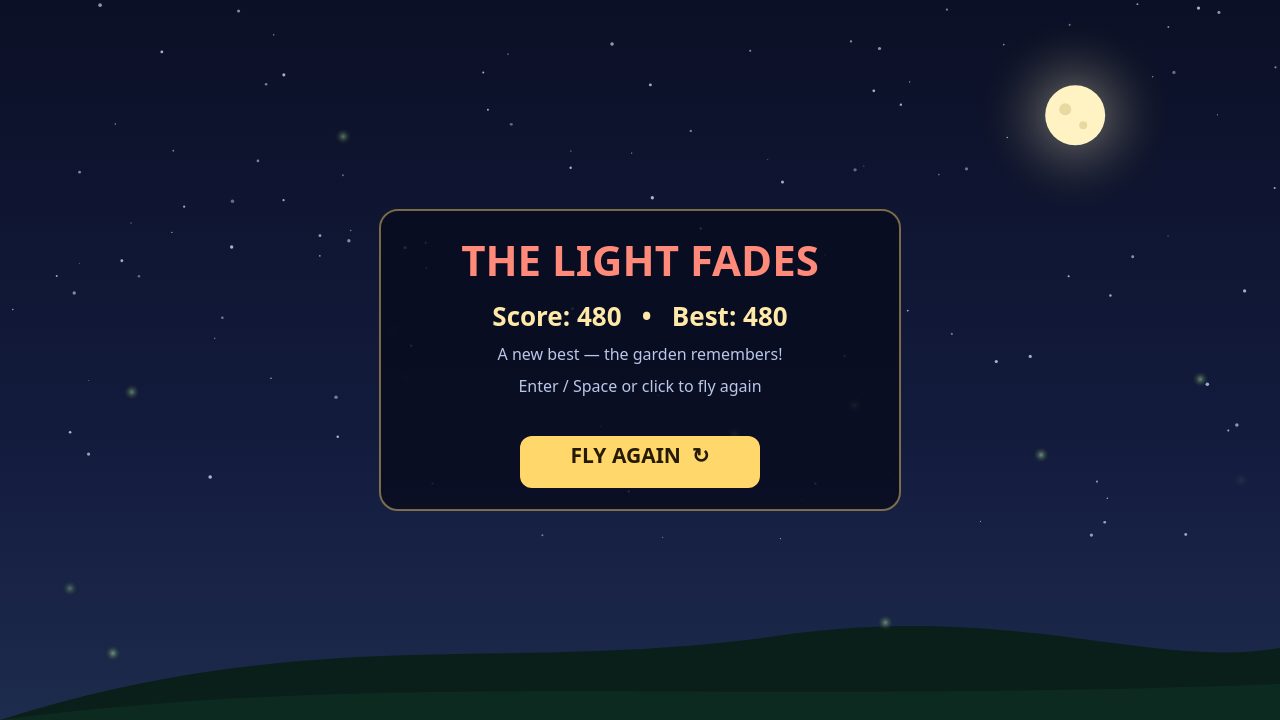 THE LIGHT FADES
Score: 480 • Best: 480
A new best — the garden remembers!
Enter / Space or click to fly again
FLY AGAIN ↻